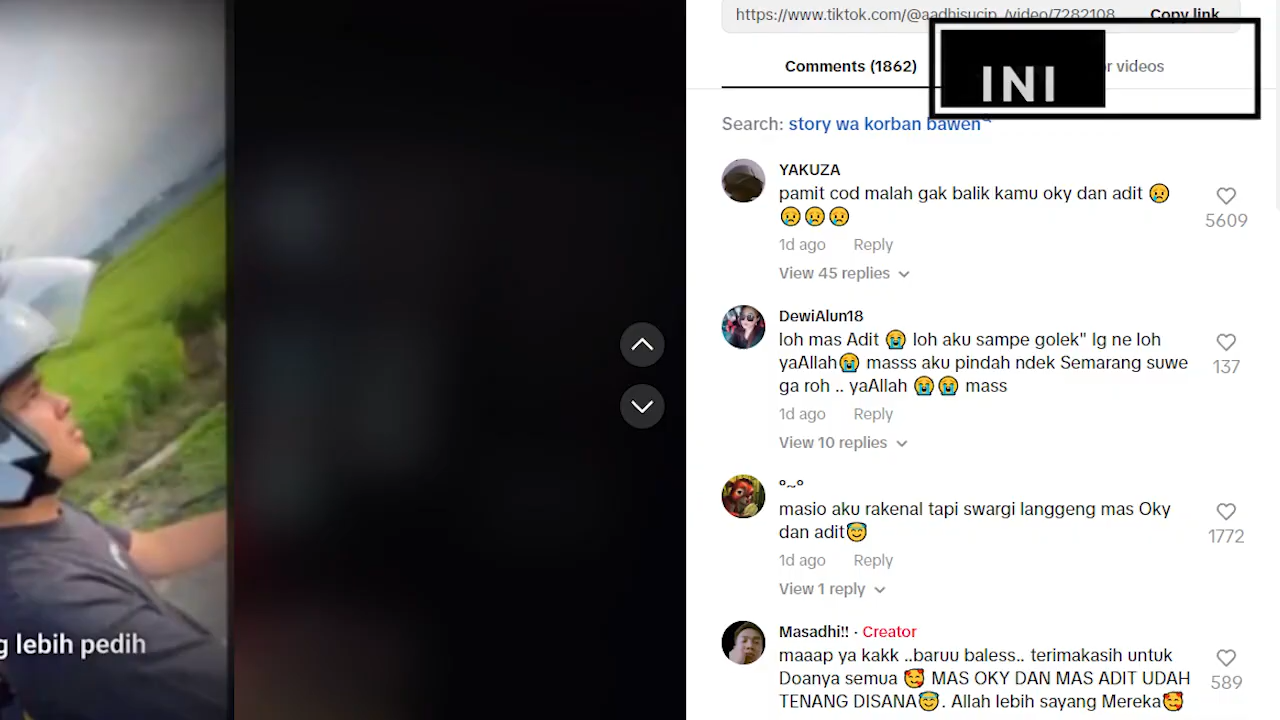 https://www.tiktok.com/@aadhisucip_/video/7282108 Copy link
INI
Comments (1862)
r videos
Search: story wa korban bawen
YAKUZA
pamit cod malah gak balik kamu oky dan adit 😥
😥😥😥
5609
1d ago Reply
View 45 replies
DewiAlun18
loh mas Adit 😭 loh aku sampe golek" Ig ne loh
yaAllah😭 masss aku pindah ndek Semarang suwe
ga roh .. yaAllah 😭😭 mass
137
1d ago Reply
View 10 replies
°~°
masio aku rakenal tapi swargi langgeng mas Oky
dan adit😇
1772
1d ago Reply
View 1 reply
Masadhi!! · Creator
maaap ya kakk ..baruu baless.. terimakasih untuk
Doanya semua 🥰 MAS OKY DAN MAS ADIT UDAH
TENANG DISANA😇. Allah lebih sayang Mereka🥰
589
g lebih pedih